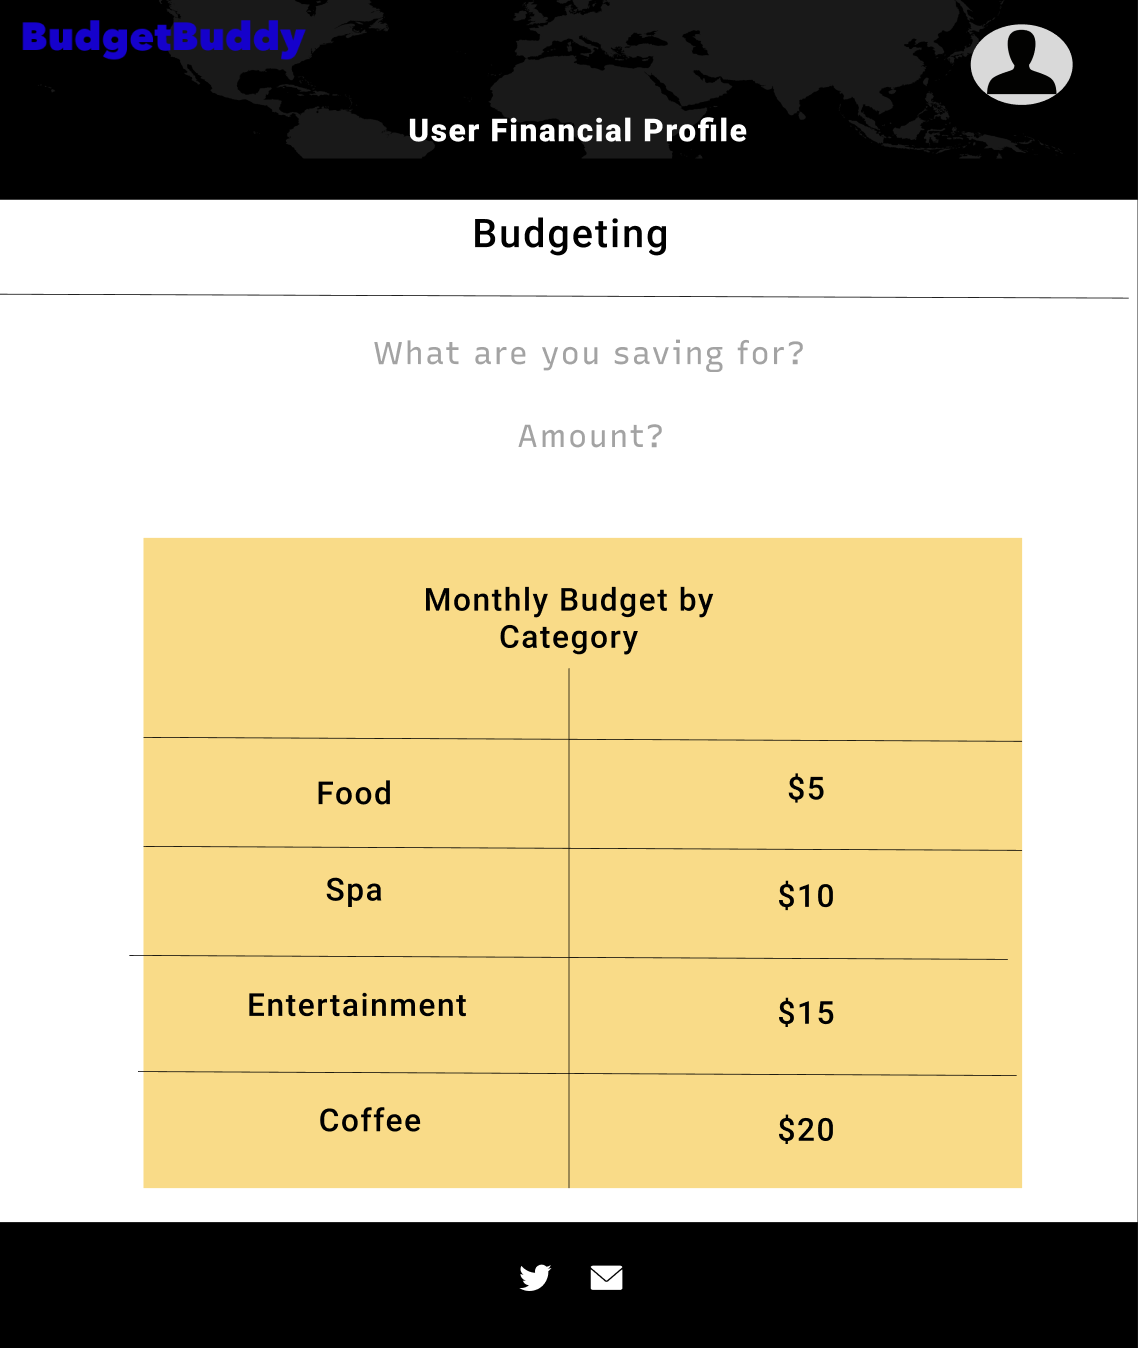 BudgetBuddy
User Financial Profile
Budgeting
What are you saving for?
Amount?
Monthly Budget by
Category
Food $5
Spa $10
Entertainment $15
Coffee $20